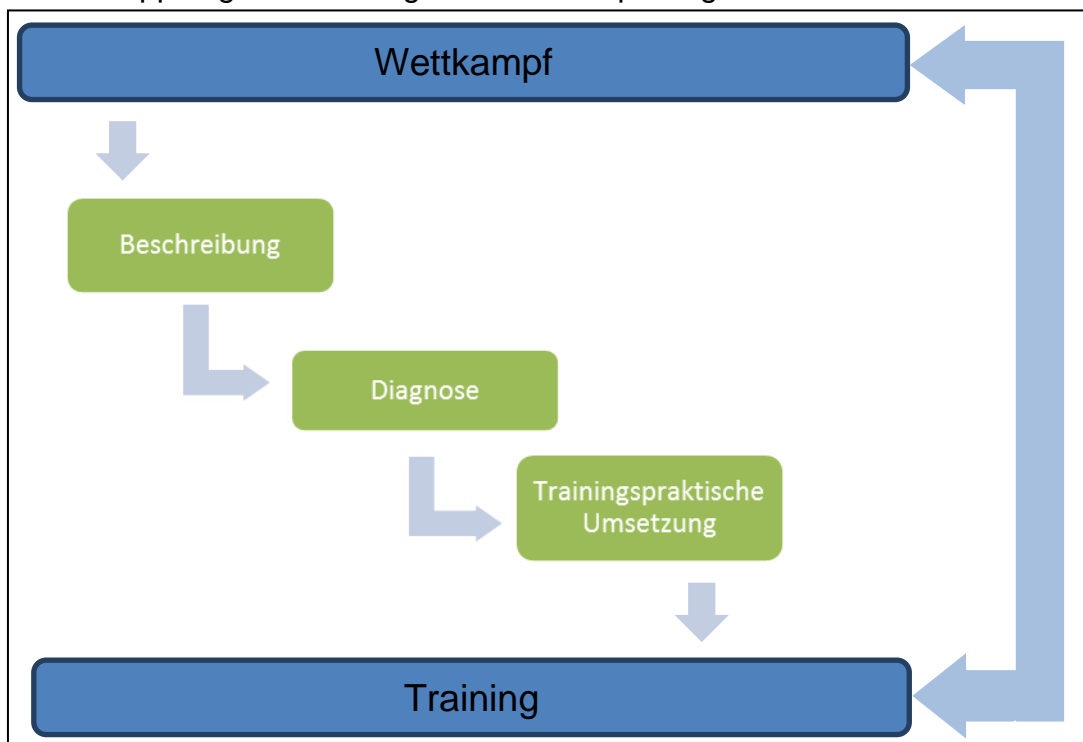 Wettkampf
Beschreibung
Diagnose
Trainingspraktische
Umsetzung
Training